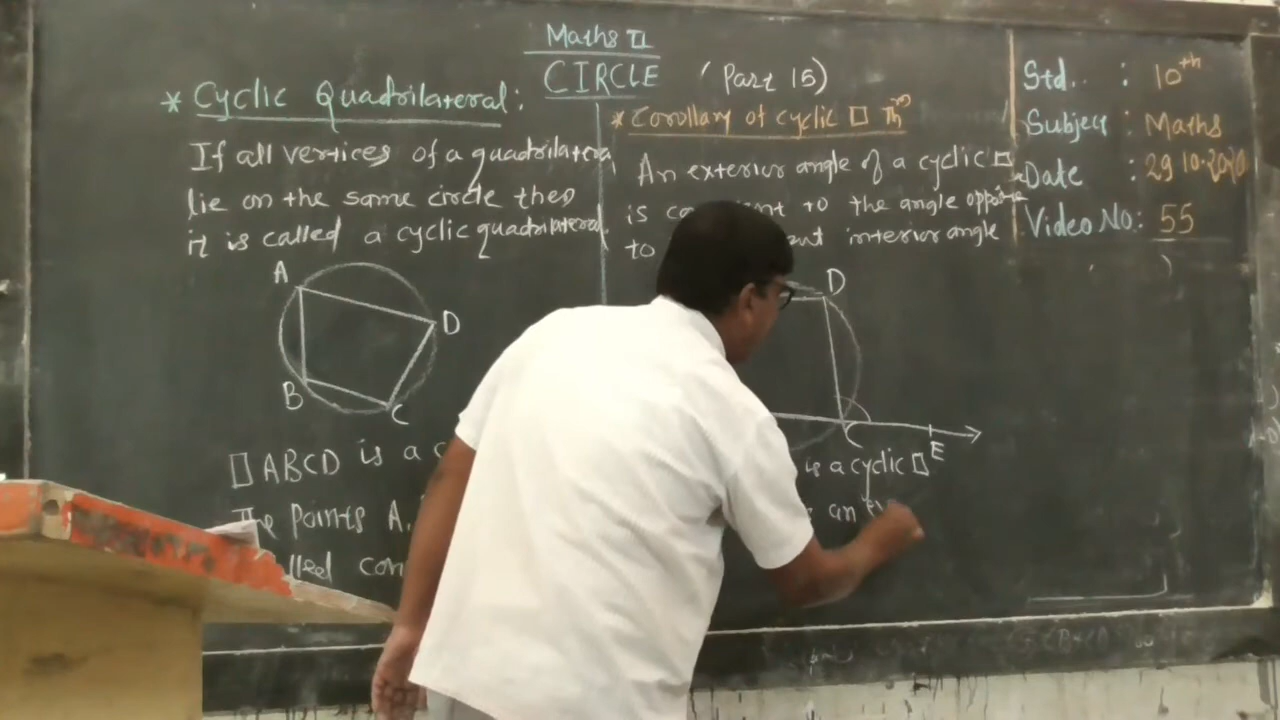 Maths II
CIRCLE (Part 15)
* Cyclic Quadrilateral:
If all vertices of a quadrilateral
lie on the same circle then
it is called a cyclic quadrilateral.
A
D
B
C
□ABCD is a
The points A,
* Corollary of cyclic □ Thm
An exterior angle of a cyclic □
is to the angle opposite
to interior angle
D
C
E
is a cyclic □
an
Std. : 10th
Subject : Maths
Date : 29.10.2020
Video No: 55